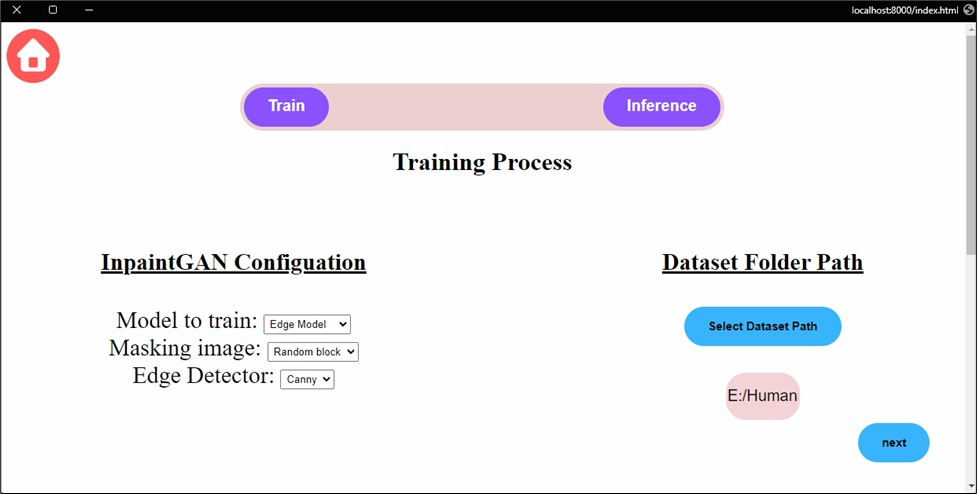 localhost:8000/index.html
Train
Inference
Training Process
InpaintGAN Configuation
Model to train: Edge Model
Masking image: Random block
Edge Detector: Canny
Dataset Folder Path
Select Dataset Path
E:/Human
next